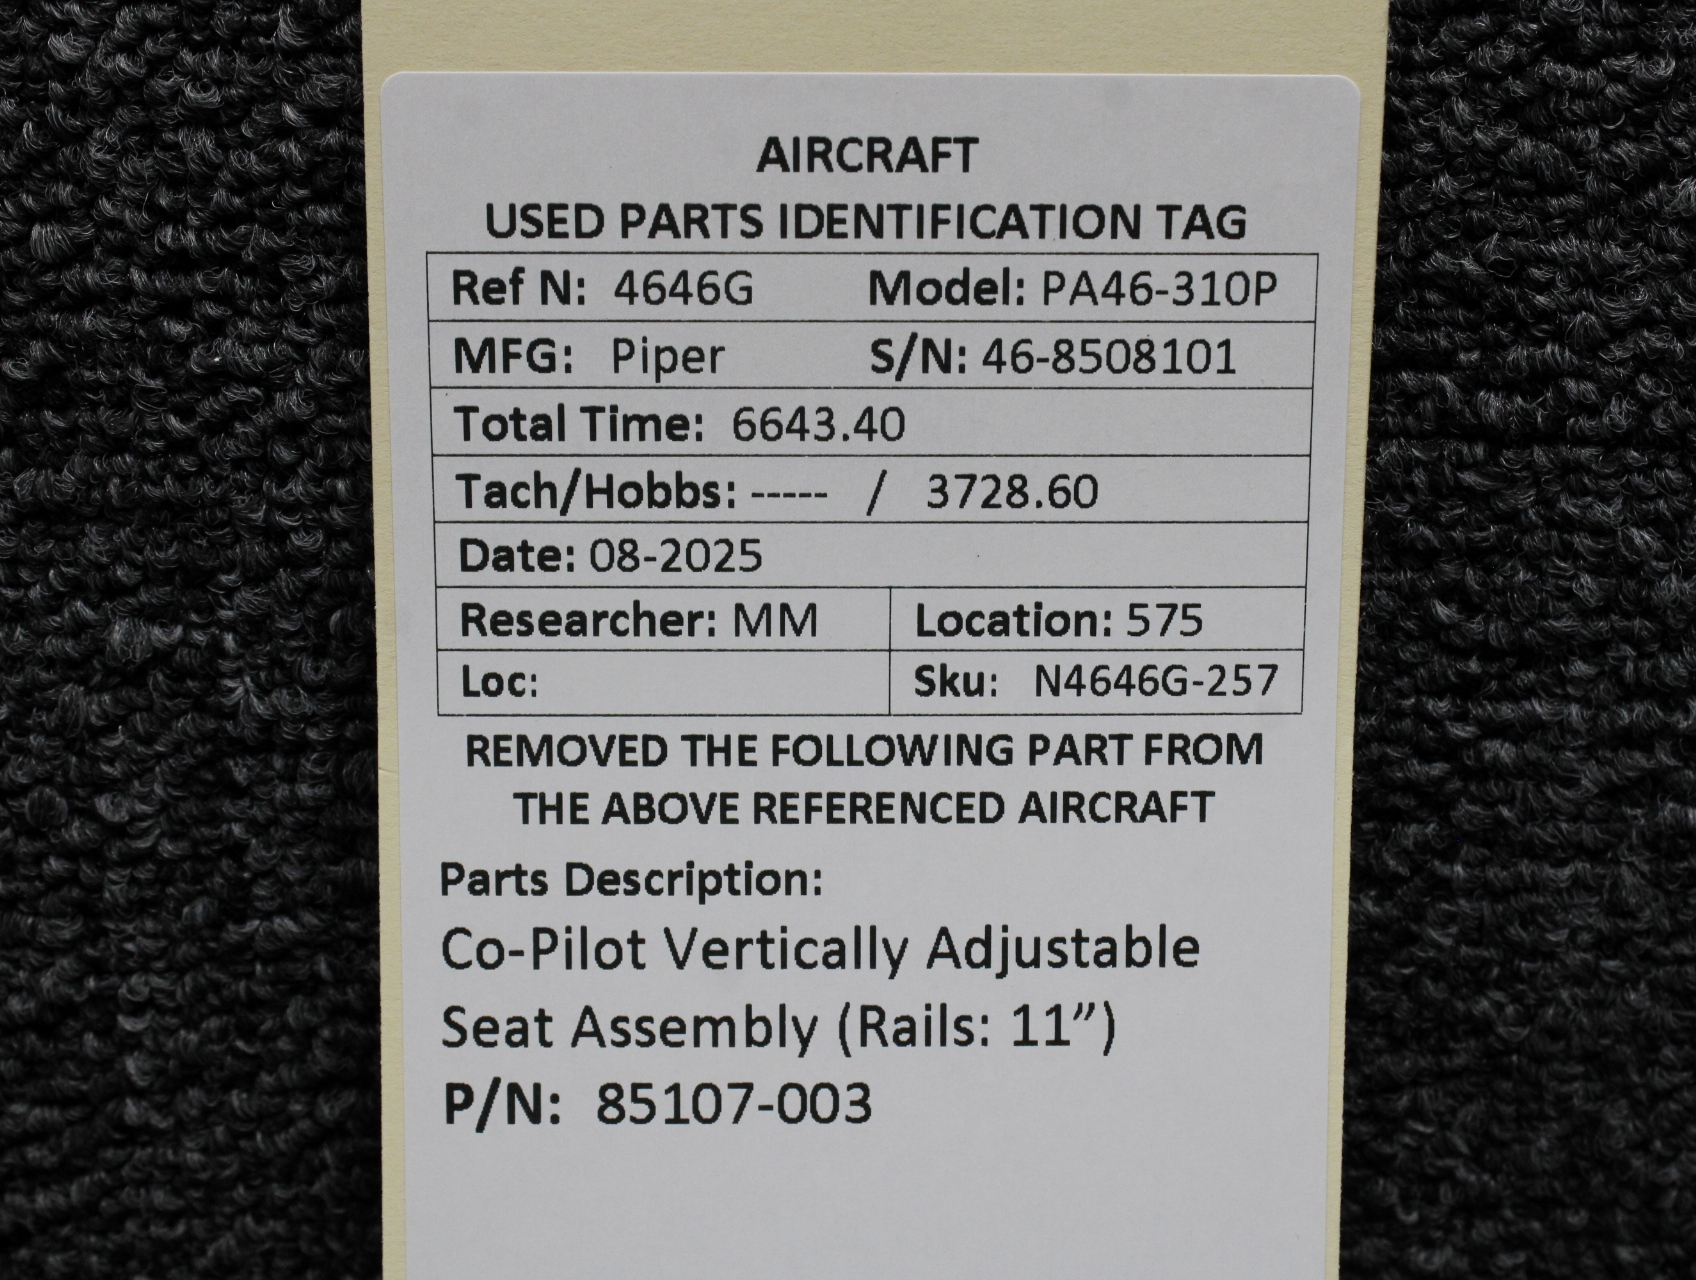 AIRCRAFT
USED PARTS IDENTIFICATION TAG
Ref N: 4646G Model: PA46-310P
MFG: Piper S/N: 46-8508101
Total Time: 6643.40
Tach/Hobbs: ----- / 3728.60
Date: 08-2025
Researcher: MM Location: 575
Loc: Sku: N4646G-257
REMOVED THE FOLLOWING PART FROM
THE ABOVE REFERENCED AIRCRAFT
Parts Description:
Co-Pilot Vertically Adjustable
Seat Assembly (Rails: 11”)
P/N: 85107-003